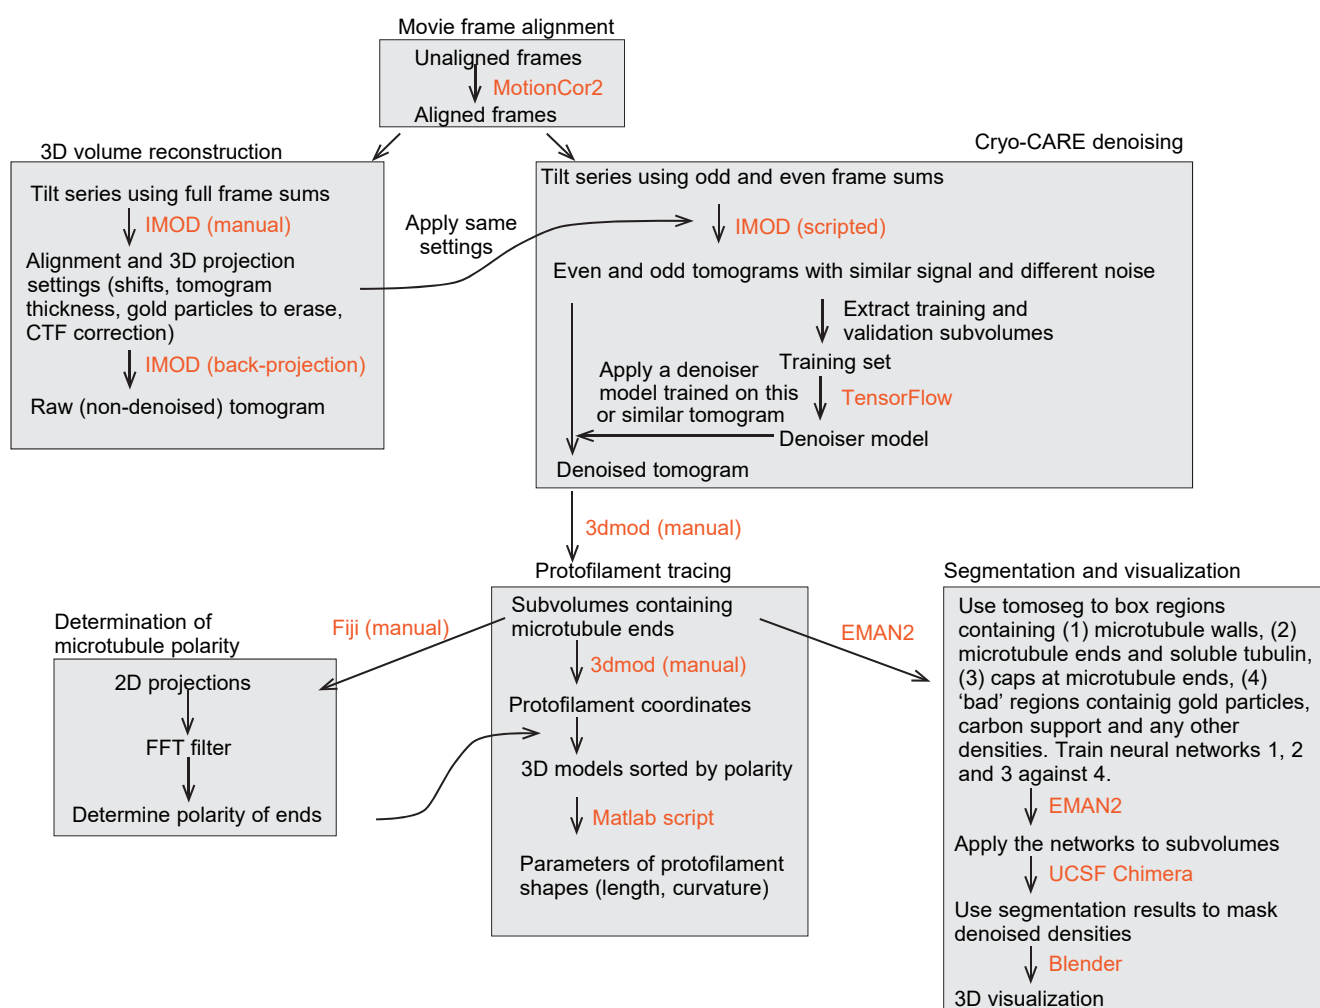 Movie frame alignment
Unaligned frames
MotionCor2
Aligned frames
3D volume reconstruction
Tilt series using full frame sums
IMOD (manual)
Alignment and 3D projection
settings (shifts, tomogram
thickness, gold particles to erase,
CTF correction)
IMOD (back-projection)
Raw (non-denoised) tomogram
Apply same
settings
Cryo-CARE denoising
Tilt series using odd and even frame sums
IMOD (scripted)
Even and odd tomograms with similar signal and different noise
Extract training and
validation subvolumes
Training set
TensorFlow
Apply a denoiser
model trained on this
or similar tomogram
Denoiser model
Denoised tomogram
3dmod (manual)
Protofilament tracing
Subvolumes containing
microtubule ends
3dmod (manual)
Protofilament coordinates
3D models sorted by polarity
Matlab script
Parameters of protofilament
shapes (length, curvature)
Fiji (manual)
Determination of
microtubule polarity
2D projections
FFT filter
Determine polarity of ends
EMAN2
Segmentation and visualization
Use tomoseg to box regions
containing (1) microtubule walls, (2)
microtubule ends and soluble tubulin,
(3) caps at microtubule ends, (4)
‘bad’ regions containig gold particles,
carbon support and any other
densities. Train neural networks 1, 2
and 3 against 4.
EMAN2
Apply the networks to subvolumes
UCSF Chimera
Use segmentation results to mask
denoised densities
Blender
3D visualization